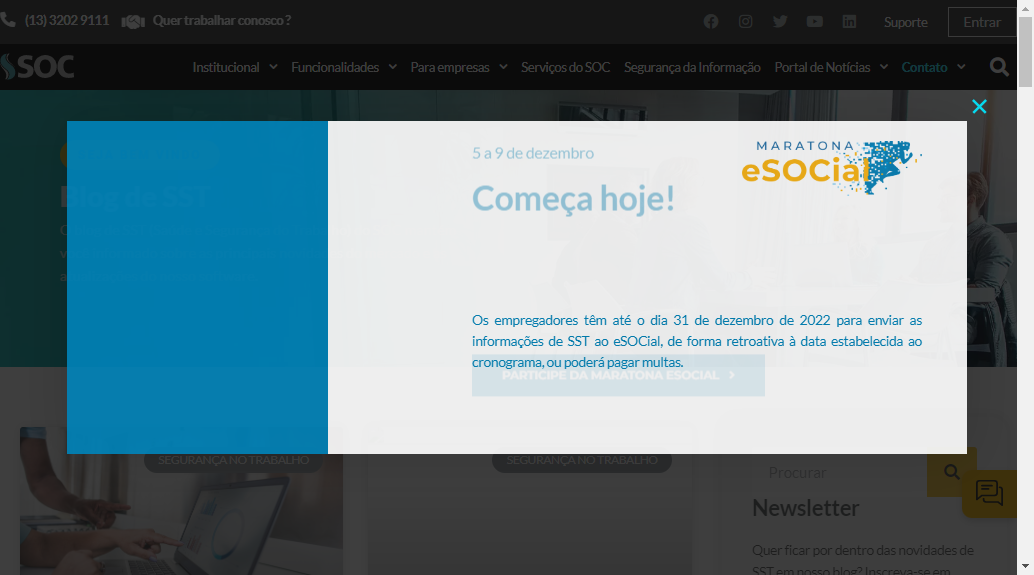 (13) 3202 9111 Quer trabalhar conosco ?
Suporte Entrar
SOC Institucional Funcionalidades Para empresas Serviços do SOC Segurança da Informação Portal de Notícias Contato
5 a 9 de dezembro
MARATONA
eSOCial
Começa hoje!
Blog de SST
Os empregadores têm até o dia 31 de dezembro de 2022 para enviar as
informações de SST ao eSOCial, de forma retroativa à data estabelecida ao
cronograma, ou poderá pagar multas.
PARTICIPE DA MARATONA ESOCIAL
SEGURANÇA NO TRABALHO SEGURANÇA NO TRABALHO
Procurar
Newsletter
Quer ficar por dentro das novidades de
SST em nosso blog? Inscreva-se em